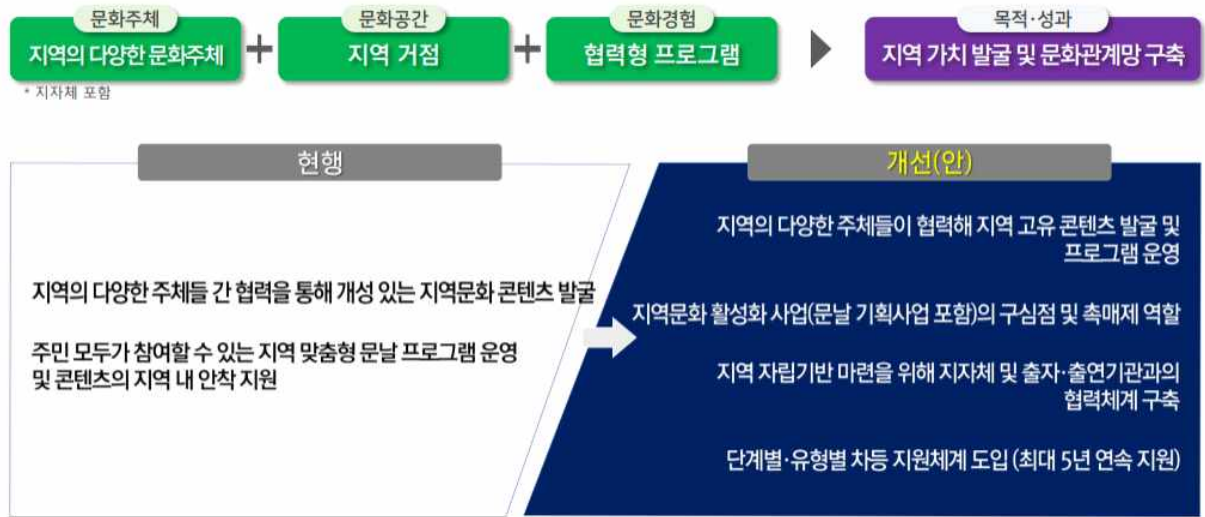 문화주체
지역의 다양한 문화주체
* 지자체 포함
+
문화공간
지역 거점
+
문화경험
협력형 프로그램
목적·성과
지역 가치 발굴 및 문화관계망 구축
현행
지역의 다양한 주체들 간 협력을 통해 개성 있는 지역문화 콘텐츠 발굴
주민 모두가 참여할 수 있는 지역 맞춤형 문날 프로그램 운영
및 콘텐츠의 지역 내 안착 지원
개선(안)
지역의 다양한 주체들이 협력해 지역 고유 콘텐츠 발굴 및
프로그램 운영
지역문화 활성화 사업(문날 기획사업 포함)의 구심점 및 촉매제 역할
지역 자립기반 마련을 위해 지자체 및 출자·출연기관과의
협력체계 구축
단계별·유형별 차등 지원체계 도입 (최대 5년 연속 지원)